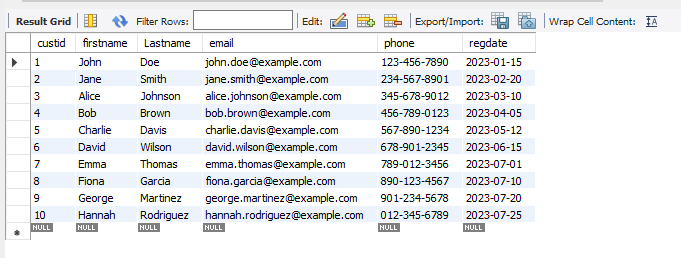 Result Grid Filter Rows: Edit: Export/Import: Wrap Cell Content: IA
custid firstname Lastname email phone regdate
1 John Doe john.doe@example.com 123-456-7890 2023-01-15
2 Jane Smith jane.smith@example.com 234-567-8901 2023-02-20
3 Alice Johnson alice.johnson@example.com 345-678-9012 2023-03-10
4 Bob Brown bob.brown@example.com 456-789-0123 2023-04-05
5 Charlie Davis charlie.davis@example.com 567-890-1234 2023-05-12
6 David Wilson david.wilson@example.com 678-901-2345 2023-06-15
7 Emma Thomas emma.thomas@example.com 789-012-3456 2023-07-01
8 Fiona Garcia fiona.garcia@example.com 890-123-4567 2023-07-10
9 George Martinez george.martinez@example.com 901-234-5678 2023-07-20
10 Hannah Rodriguez hannah.rodriguez@example.com 012-345-6789 2023-07-25
NULL NULL NULL NULL NULL NULL